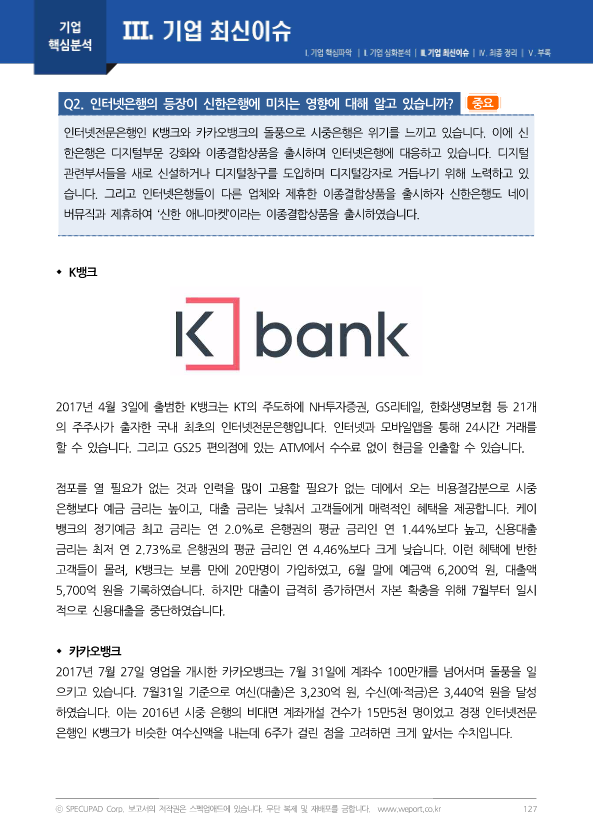 기업
핵심분석
III. 기업 최신이슈
I. 기업 핵심파악 | II. 기업 심화분석 | III. 기업 최신이슈 | IV. 최종 정리 | V. 부록
Q2. 인터넷은행의 등장이 신한은행에 미치는 영향에 대해 알고 있습니까? 중요
인터넷전문은행인 K뱅크와 카카오뱅크의 돌풍으로 시중은행은 위기를 느끼고 있습니다. 이에 신
한은행은 디지털부문 강화와 이종결합상품을 출시하며 인터넷은행에 대응하고 있습니다. 디지털
관련부서들을 새로 신설하거나 디지털창구를 도입하며 디지털강자로 거듭나기 위해 노력하고 있
습니다. 그리고 인터넷은행들이 다른 업체와 제휴한 이종결합상품을 출시하자 신한은행도 네이
버뮤직과 제휴하여 '신한 애니마켓'이라는 이종결합상품을 출시하였습니다.
◆ K뱅크
K bank
2017년 4월 3일에 출범한 K뱅크는 KT의 주도하에 NH투자증권, GS리테일, 한화생명보험 등 21개
의 주주사가 출자한 국내 최초의 인터넷전문은행입니다. 인터넷과 모바일앱을 통해 24시간 거래를
할 수 있습니다. 그리고 GS25 편의점에 있는 ATM에서 수수료 없이 현금을 인출할 수 있습니다.
점포를 열 필요가 없는 것과 인력을 많이 고용할 필요가 없는 데에서 오는 비용절감분으로 시중
은행보다 예금 금리는 높이고, 대출 금리는 낮춰서 고객들에게 매력적인 혜택을 제공합니다. 케이
뱅크의 정기예금 최고 금리는 연 2.0%로 은행권의 평균 금리인 연 1.44%보다 높고, 신용대출
금리는 최저 연 2.73%로 은행권의 평균 금리인 연 4.46%보다 크게 낮습니다. 이런 혜택에 반한
고객들이 몰려, K뱅크는 보름 만에 20만명이 가입하였고, 6월 말에 예금액 6,200억 원, 대출액
5,700억 원을 기록하였습니다. 하지만 대출이 급격히 증가하면서 자본 확충을 위해 7월부터 일시
적으로 신용대출을 중단하였습니다.
◆ 카카오뱅크
2017년 7월 27일 영업을 개시한 카카오뱅크는 7월 31일에 계좌수 100만개를 넘어서며 돌풍을 일
으키고 있습니다. 7월31일 기준으로 여신(대출)은 3,230억 원, 수신(예·적금)은 3,440억 원을 달성
하였습니다. 이는 2016년 시중 은행의 비대면 계좌개설 건수가 15만5천 명이었고 경쟁 인터넷전문
은행인 K뱅크가 비슷한 여수신액을 내는데 6주가 걸린 점을 고려하면 크게 앞서는 수치입니다.
ⓒ SPECUPAD Corp. 보고서의 저작권은 스펙업애드에 있습니다. 무단 복제 및 재배포를 금합니다. www.weport.co.kr
127